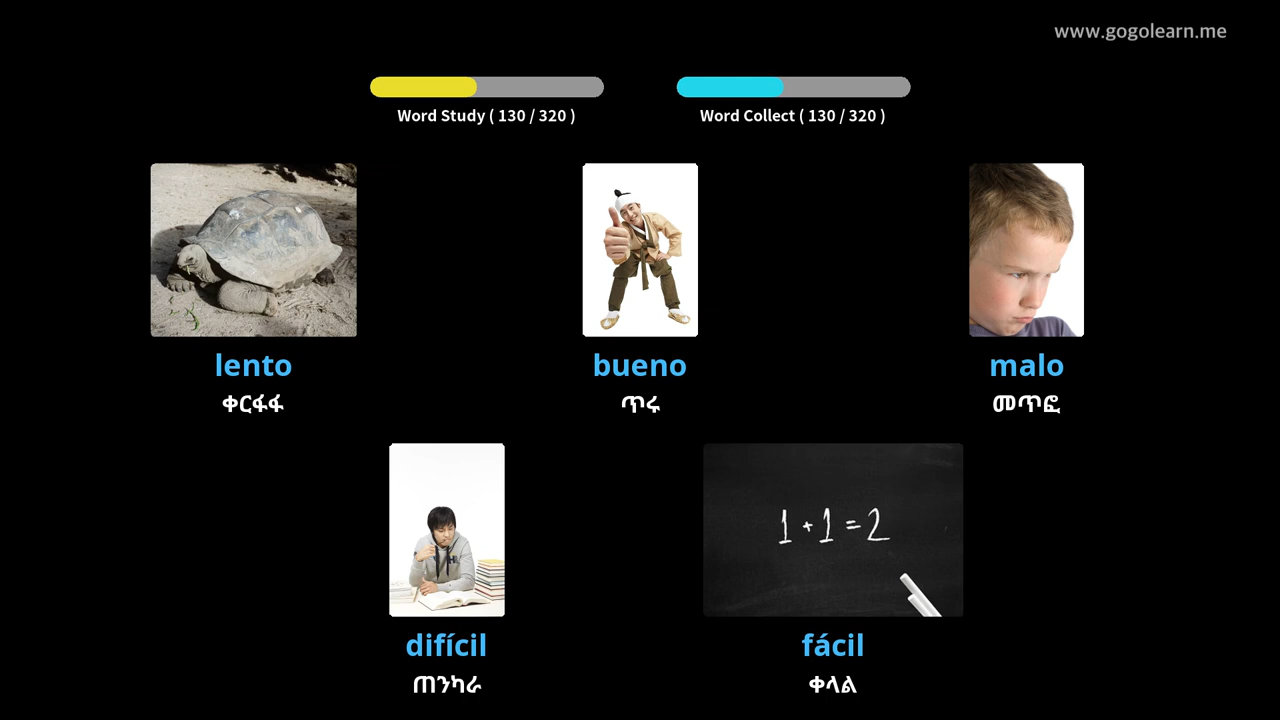 www.gogolearn.me
Word Study ( 130 / 320 )
Word Collect ( 130 / 320 )
lento
ቀርፋፋ
bueno
ጥሩ
malo
መጥፎ
1 + 1 = 2
difícil
ጠንካራ
fácil
ቀላል